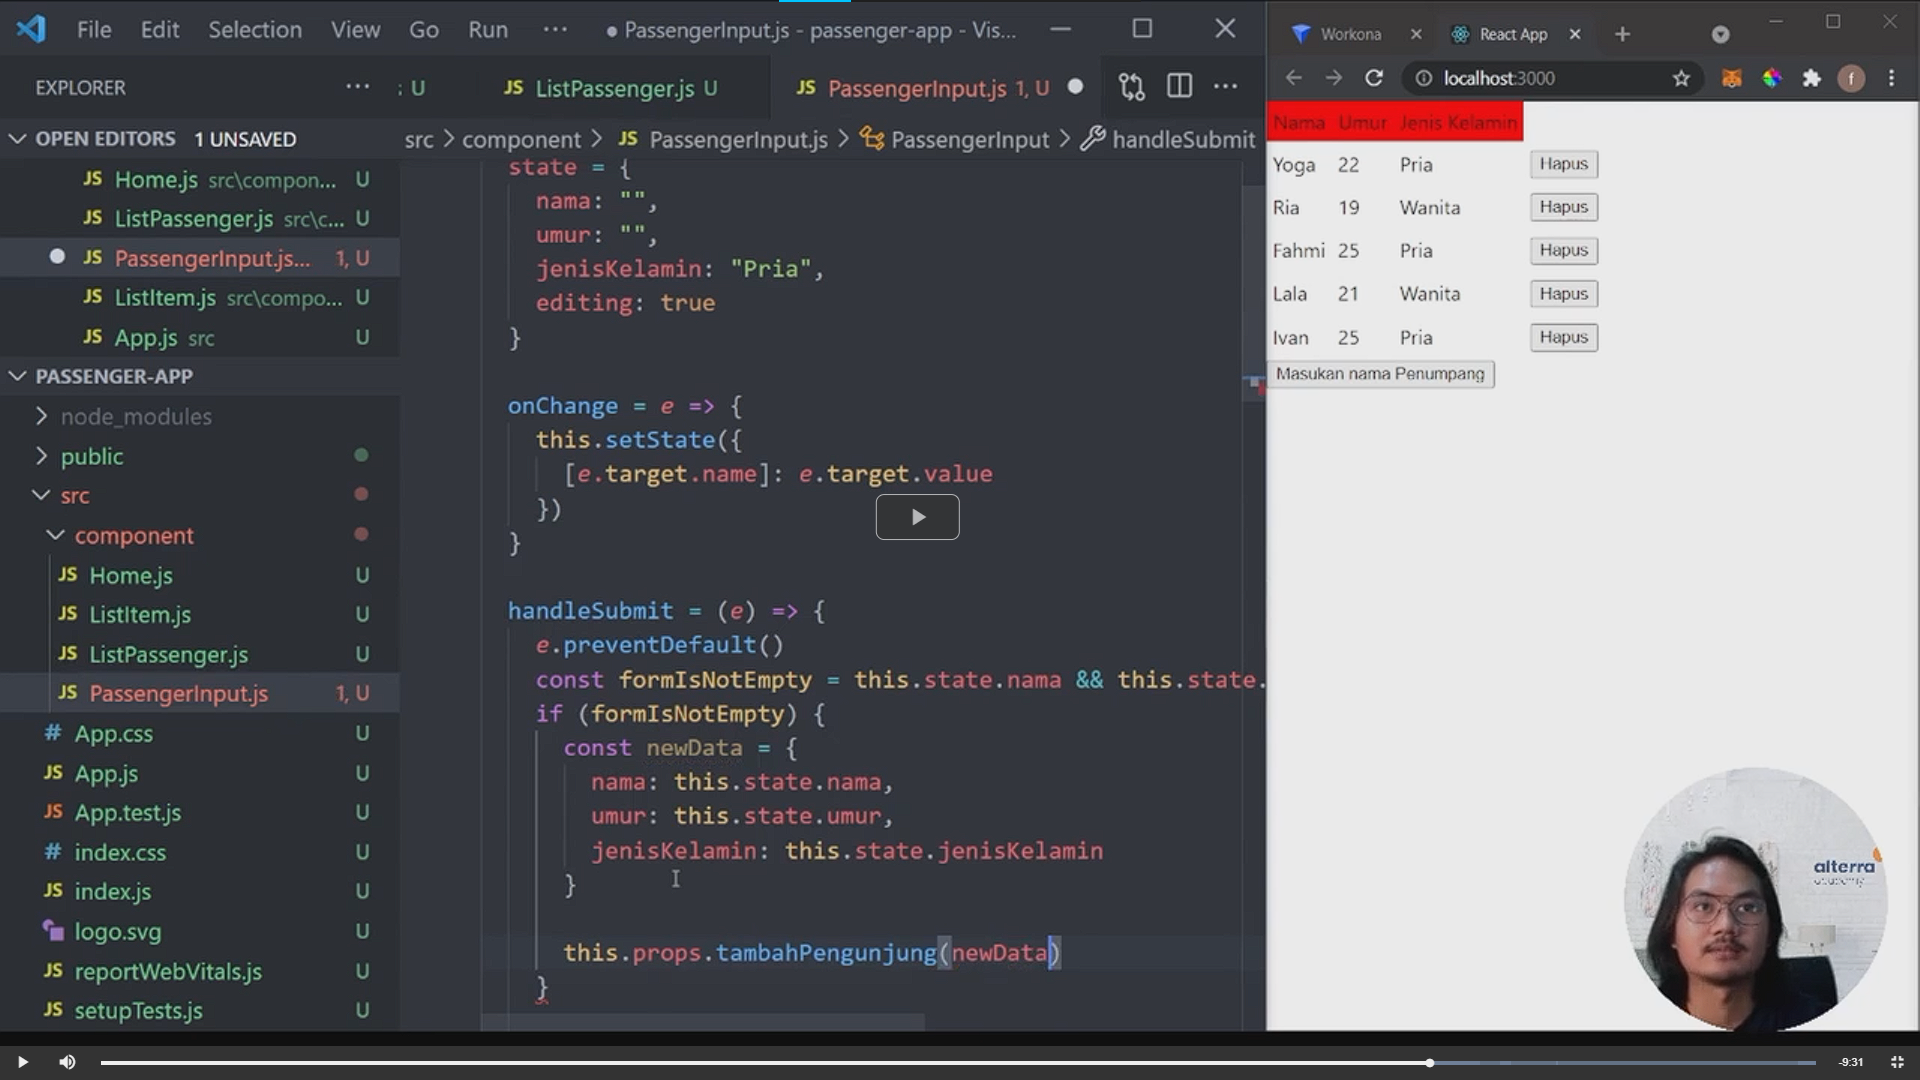 File Edit Selection View Go Run ··· ● PassengerInput.js - passenger-app - Vis...
EXPLORER ···
; U
JS ListPassenger.js U
JS PassengerInput.js 1, U ●
OPEN EDITORS 1 UNSAVED
JS Home.js src\compon... U
JS ListPassenger.js src\c... U
JS PassengerInput.js... 1, U
JS ListItem.js src\compo... U
JS App.js src U
PASSENGER-APP
node_modules
public
src
component
JS Home.js U
JS ListItem.js U
JS ListPassenger.js U
JS PassengerInput.js 1, U
# App.css U
JS App.js U
JS App.test.js U
# index.css U
JS index.js U
logo.svg U
JS reportWebVitals.js U
JS setupTests.js U
src > component > JS PassengerInput.js > PassengerInput > handleSubmit
state = {
nama: "",
umur: "",
jenisKelamin: "Pria",
editing: true
}
onChange = e => {
this.setState({
[e.target.name]: e.target.value
})
}
handleSubmit = (e) => {
e.preventDefault()
const formIsNotEmpty = this.state.nama && this.state.
if (formIsNotEmpty) {
const newData = {
nama: this.state.nama,
umur: this.state.umur,
jenisKelamin: this.state.jenisKelamin
}
this.props.tambahPengunjung(newData)
}
Workona
React App
localhost:3000
f
Nama Umur Jenis Kelamin
Yoga 22 Pria Hapus
Ria 19 Wanita Hapus
Fahmi 25 Pria Hapus
Lala 21 Wanita Hapus
Ivan 25 Pria Hapus
Masukan nama Penumpang
alterra
academy
-9:31